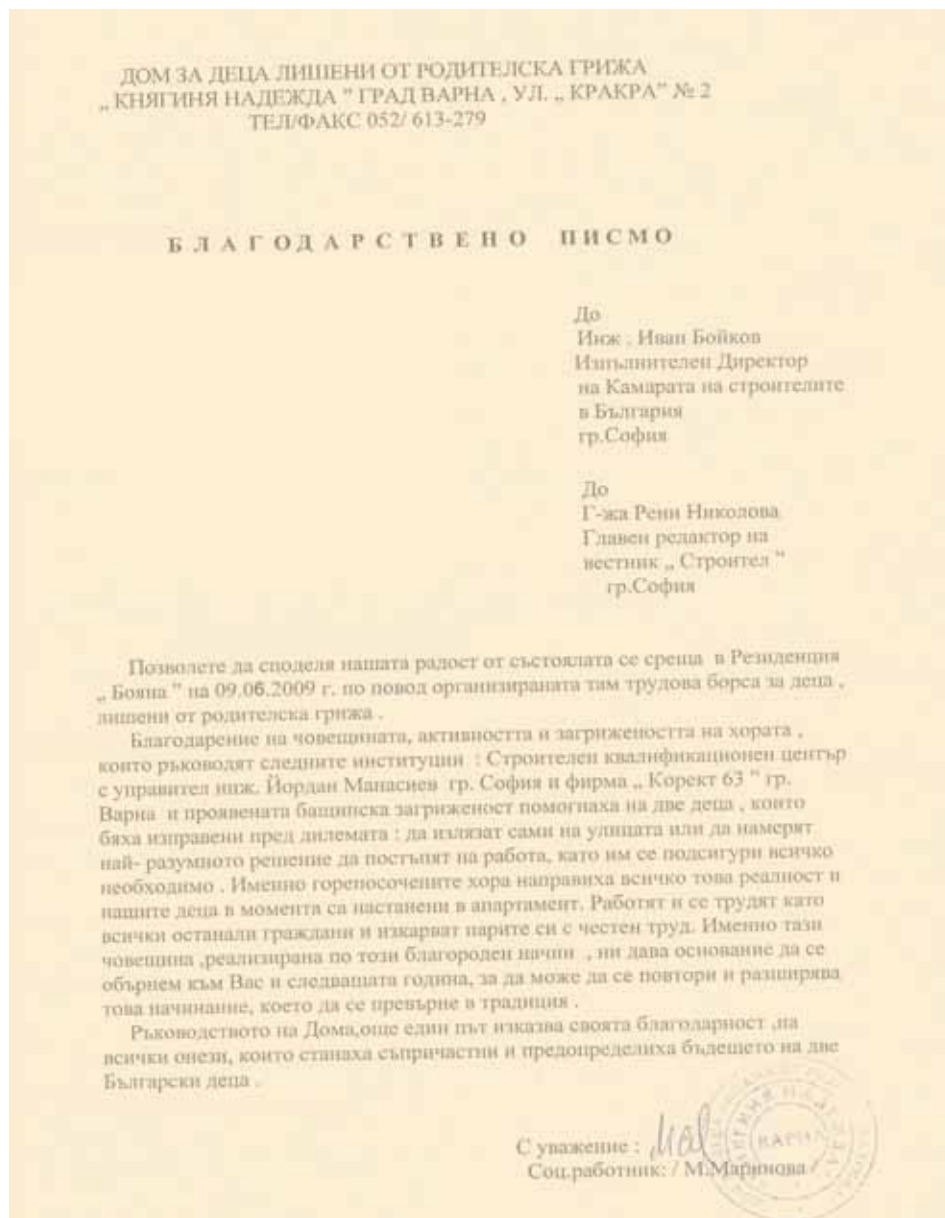 ДОМ ЗА ДЕЦА ЛИШЕНИ ОТ РОДИТЕЛСКА ГРИЖА
„ КНЯГИНЯ НАДЕЖДА ” ГРАД ВАРНА , УЛ. „ КРАКРА” № 2
ТЕЛ/ФАКС 052/ 613-279
Б Л А Г О Д А Р С Т В Е Н О   П И С М О
До
Инж . Иван Бойков
Изпълнителен Директор
на Камарата на строителите
в България
гр.София
До
Г-жа Рени Николова
Главен редактор на
вестник „ Строител ”
гр.София
Позволете да споделя нашата радост от състоялата се среща в Резиденция
„ Бояна ” на 09.06.2009 г. по повод организираната там трудова борса за деца ,
лишени от родителска грижа .
Благодарение на човещината, активността и загрижеността на хората ,
които ръководят следните институции : Строителен квалификационен център
с управител инж. Йордан Манасиев гр. София и фирма „ Корект 63 ” гр.
Варна и проявената бащинска загриженост помогнаха на две деца , които
бяха изправени пред дилемата : да излязат сами на улицата или да намерят
най- разумното решение да постъпят на работа, като им се подсигури всичко
необходимо . Именно горепосочените хора направиха всичко това реалност и
нашите деца в момента са настанени в апартамент. Работят и се трудят като
всички останали граждани и изкарват парите си с честен труд. Именно тази
човещина ,реализирана по този благороден начин , ни дава основание да се
обърнем към Вас и следващата година, за да може да се повтори и разширява
това начинание, което да се превърне в традиция .
Ръководството на Дома,още един път изказва своята благодарност ,на
всички онези, които станаха съпричастни и предопределиха бъдещето на две
Български деца .
С уважение :
Соц.работник: / М.Маринова /
КНЯГИНЯ НАДЕЖДА
ВАРНА